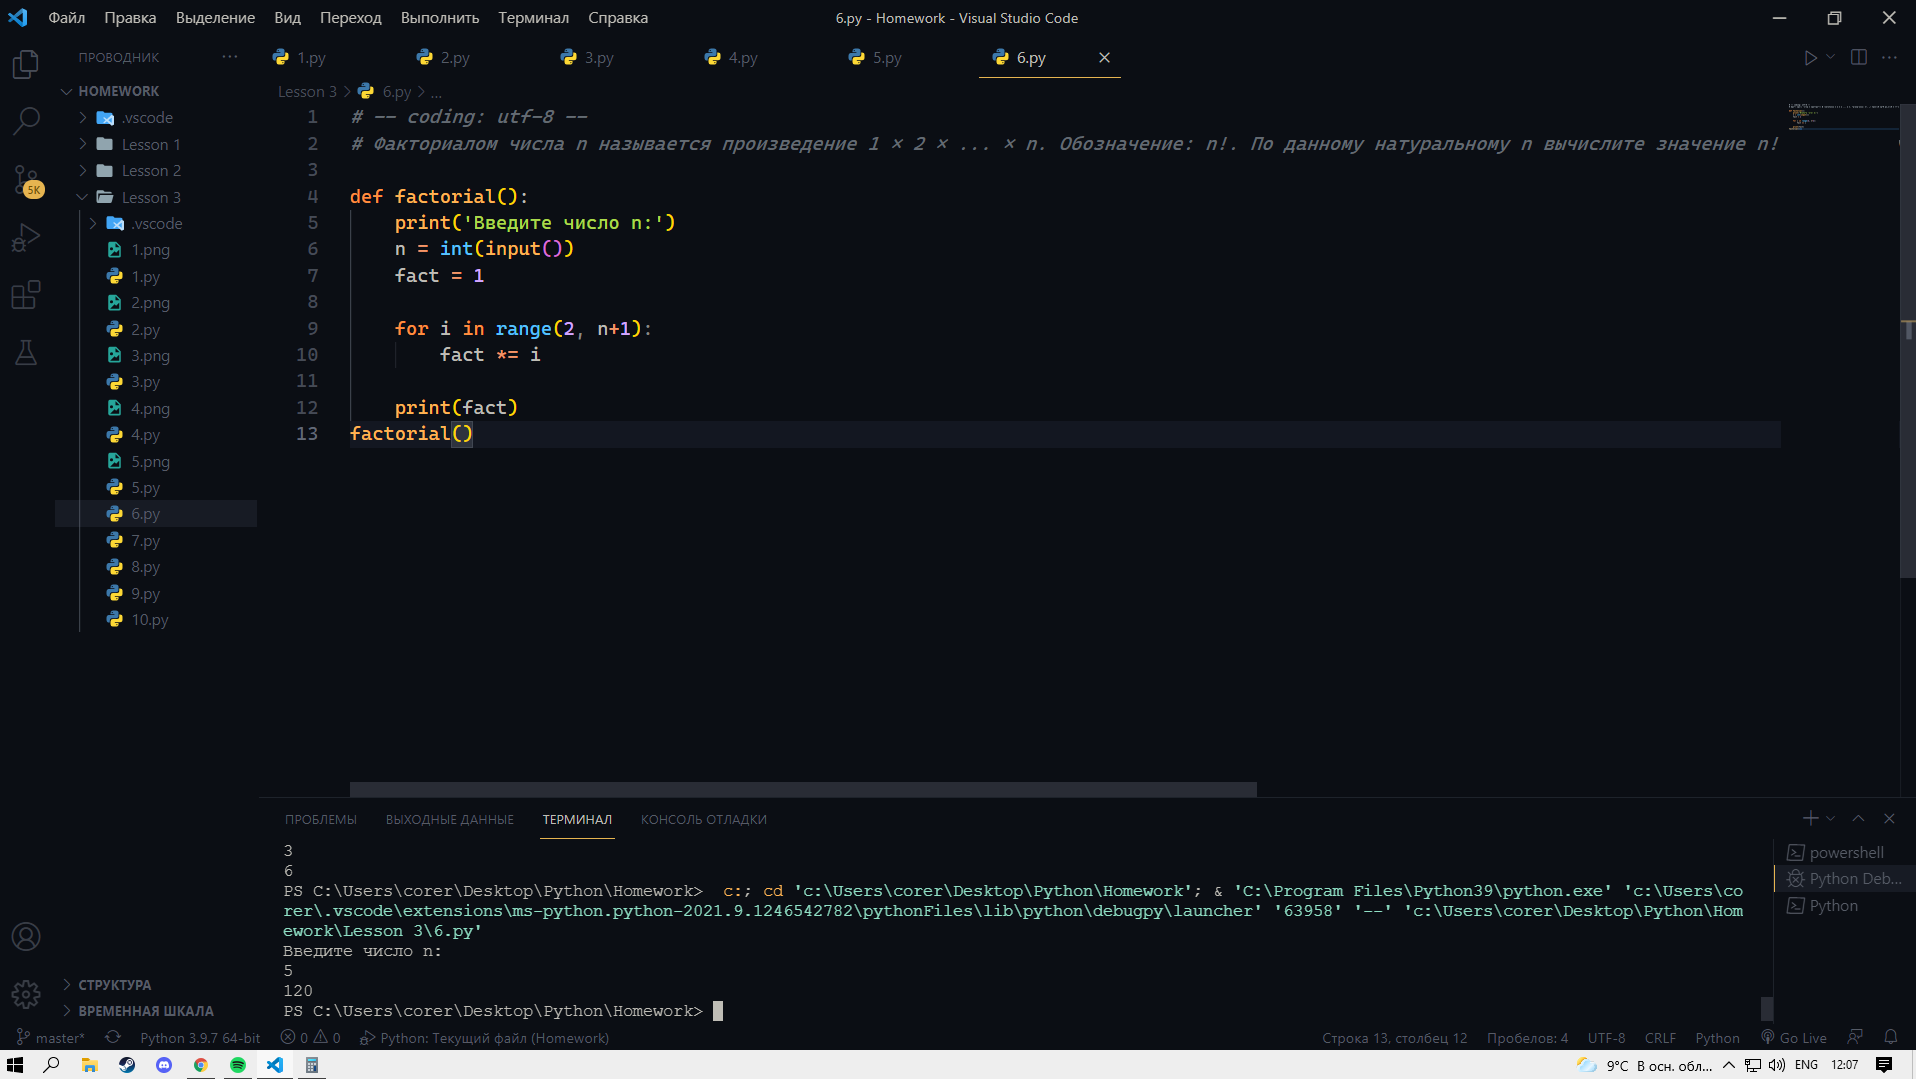 Файл Правка Выделение Вид Переход Выполнить Терминал Справка
6.py - Homework - Visual Studio Code
ПРОВОДНИК ...
1.py 2.py 3.py 4.py 5.py 6.py
HOMEWORK
Lesson 3 > 6.py > ...
.vscode
Lesson 1
Lesson 2
Lesson 3
.vscode
1.png
1.py
2.png
2.py
3.png
3.py
4.png
4.py
5.png
5.py
6.py
7.py
8.py
9.py
10.py
5K
1 # -- coding: utf-8 --
2 # Факториалом числа n называется произведение 1 × 2 × ... × n. Обозначение: n!. По данному натуральному n вычислите значение n!
3
4 def factorial():
5     print('Введите число n:')
6     n = int(input())
7     fact = 1
8
9     for i in range(2, n+1):
10         fact *= i
11
12     print(fact)
13 factorial()
ПРОБЛЕМЫ ВЫХОДНЫЕ ДАННЫЕ ТЕРМИНАЛ КОНСОЛЬ ОТЛАДКИ
3
6
PS C:\Users\corer\Desktop\Python\Homework>  c:; cd 'c:\Users\corer\Desktop\Python\Homework'; & 'C:\Program Files\Python39\python.exe' 'c:\Users\co
rer\.vscode\extensions\ms-python.python-2021.9.1246542782\pythonFiles\lib\python\debugpy\launcher' '63958' '--' 'c:\Users\corer\Desktop\Python\Hom
ework\Lesson 3\6.py'
Введите число n:
5
120
PS C:\Users\corer\Desktop\Python\Homework>
powershell
Python Deb...
Python
СТРУКТУРА
ВРЕМЕННАЯ ШКАЛА
master* Python 3.9.7 64-bit 0 0 Python: Текущий файл (Homework)
Строка 13, столбец 12 Пробелов: 4 UTF-8 CRLF Python Go Live
9°C В осн. обл... ENG 12:07